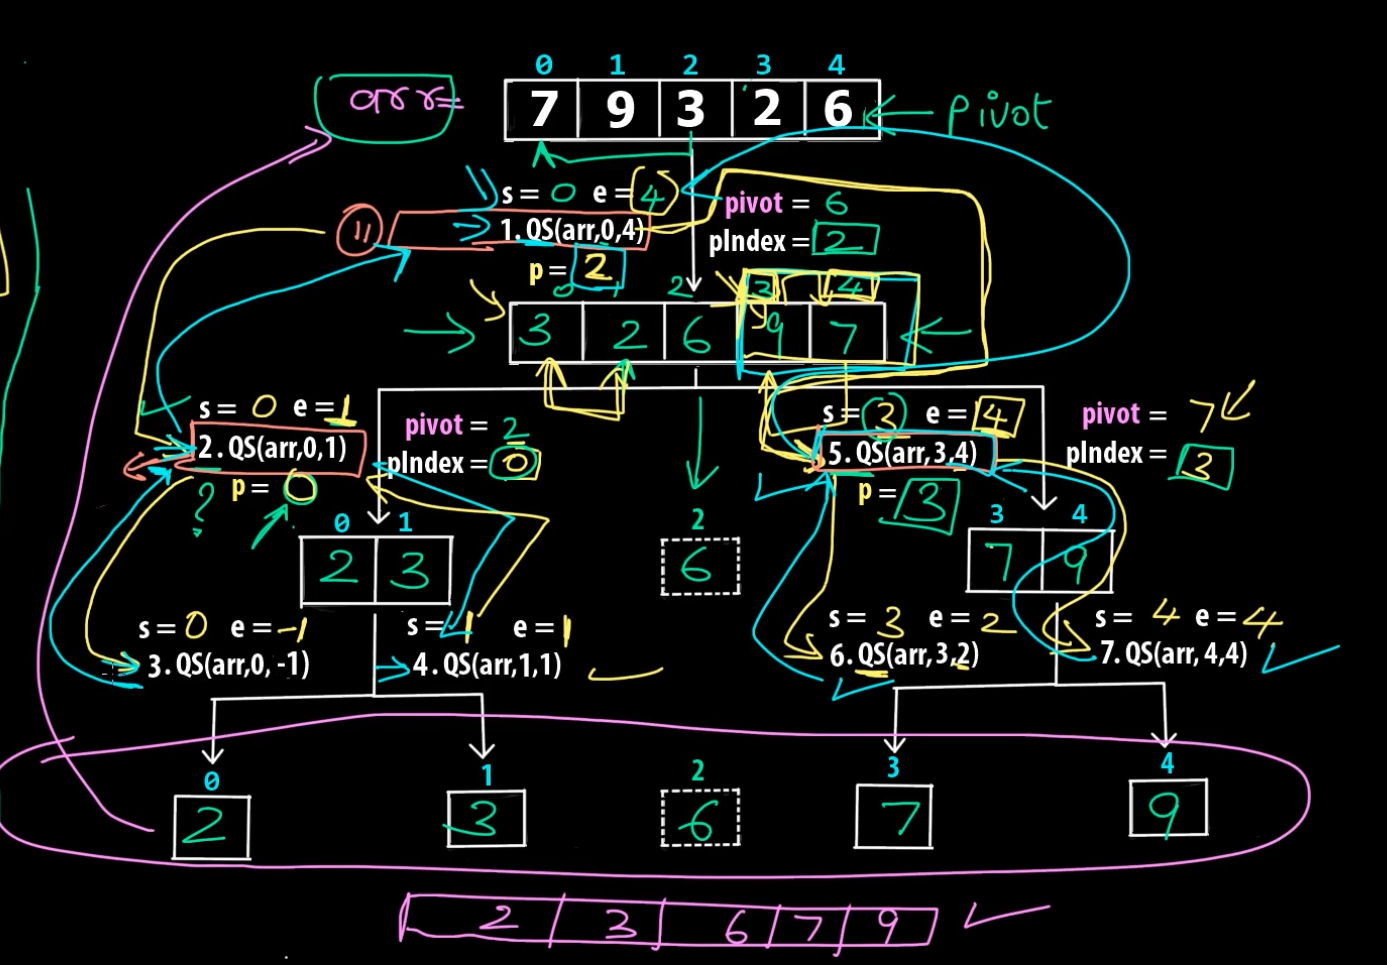 0 1 2 3 4
arr= 7 9 3 2 6 ← pivot
s= 0 e= 4 pivot = 6
11 1. QS(arr,0,4) pIndex = 2
p= 2
0 1 2 3 4
3 2 6 9 7
s= 0 e= 1 pivot = 2 s= 3 e= 4 pivot = 7
2. QS(arr,0,1) pIndex = 0 5. QS(arr,3,4) pIndex = 3
? p= 0 p= 3
0 1 2 3 4
2 3 6 7 9
s= 0 e= -1 s= 1 e= 1 s= 3 e= 2 s= 4 e= 4
3. QS(arr,0, -1) 4. QS(arr,1,1) 6. QS(arr,3,2) 7. QS(arr, 4,4)
0 1 2 3 4
2 3 6 7 9
2 3 6 7 9